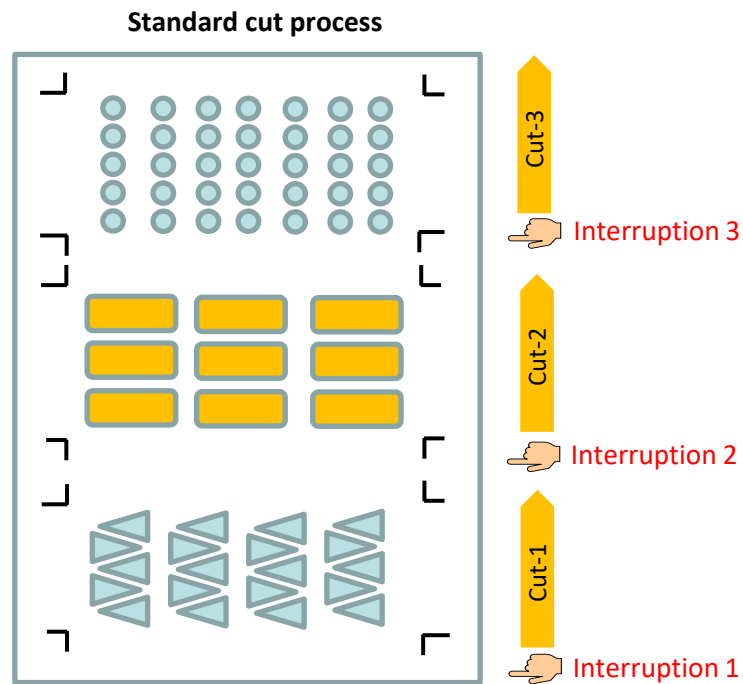 Standard cut process
Cut-3
Interruption 3
Cut-2
Interruption 2
Cut-1
Interruption 1